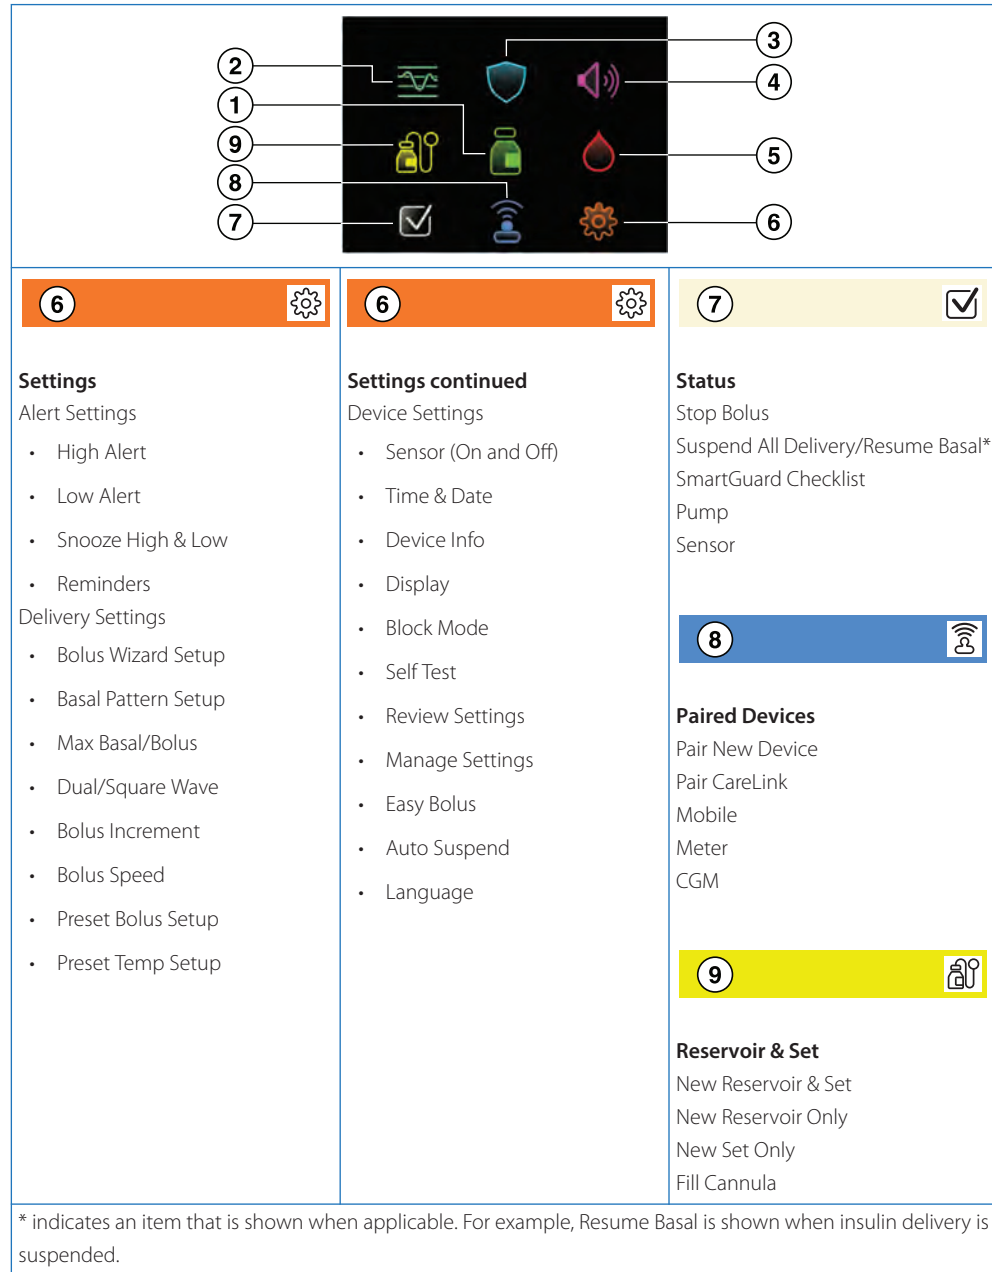 2
3
4
1
9
5
8
7
6
6
Settings
Alert Settings
• High Alert
• Low Alert
• Snooze High & Low
• Reminders
Delivery Settings
• Bolus Wizard Setup
• Basal Pattern Setup
• Max Basal/Bolus
• Dual/Square Wave
• Bolus Increment
• Bolus Speed
• Preset Bolus Setup
• Preset Temp Setup
6
Settings continued
Device Settings
• Sensor (On and Off)
• Time & Date
• Device Info
• Display
• Block Mode
• Self Test
• Review Settings
• Manage Settings
• Easy Bolus
• Auto Suspend
• Language
7
Status
Stop Bolus
Suspend All Delivery/Resume Basal*
SmartGuard Checklist
Pump
Sensor
8
Paired Devices
Pair New Device
Pair CareLink
Mobile
Meter
CGM
9
Reservoir & Set
New Reservoir & Set
New Reservoir Only
New Set Only
Fill Cannula
* indicates an item that is shown when applicable. For example, Resume Basal is shown when insulin delivery is
suspended.